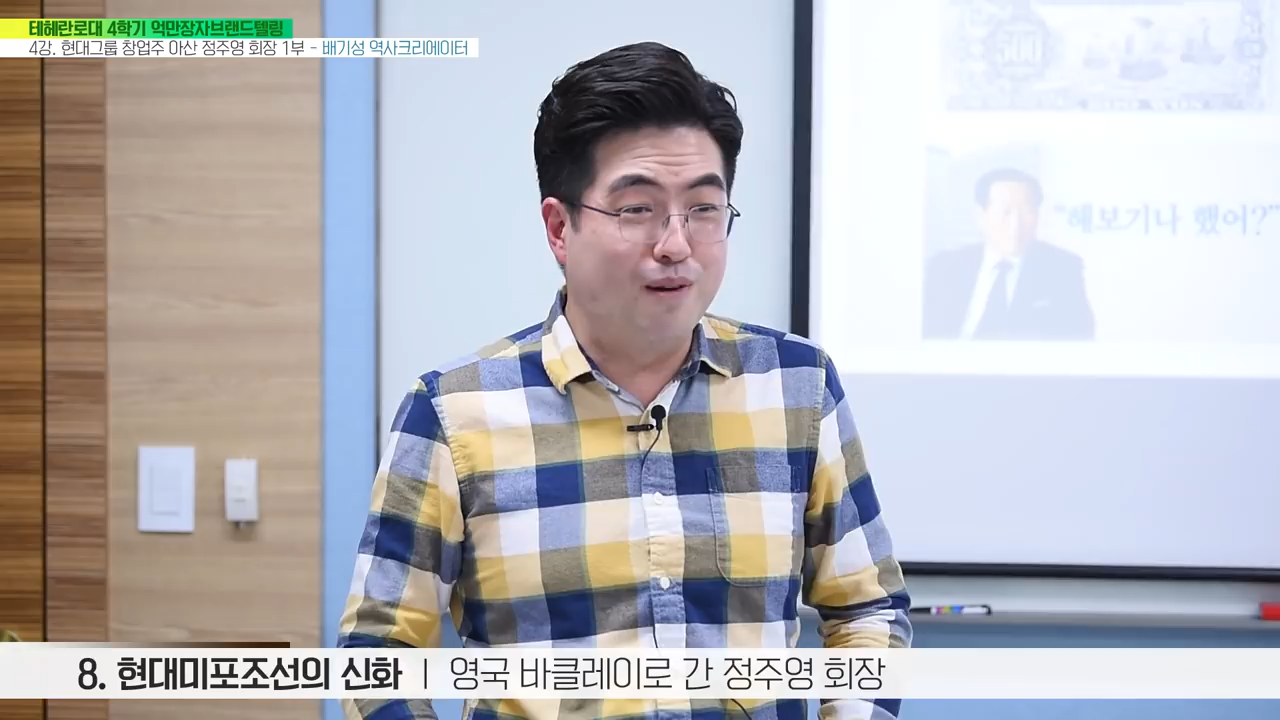 테헤란로대 4학기 억만장자브랜드텔링
4강. 현대그룹 창업주 아산 정주영 회장 1부 - 배기성 역사크리에이터
500
"해보기나 했어?"
8. 현대미포조선의 신화 | 영국 바클레이로 간 정주영 회장